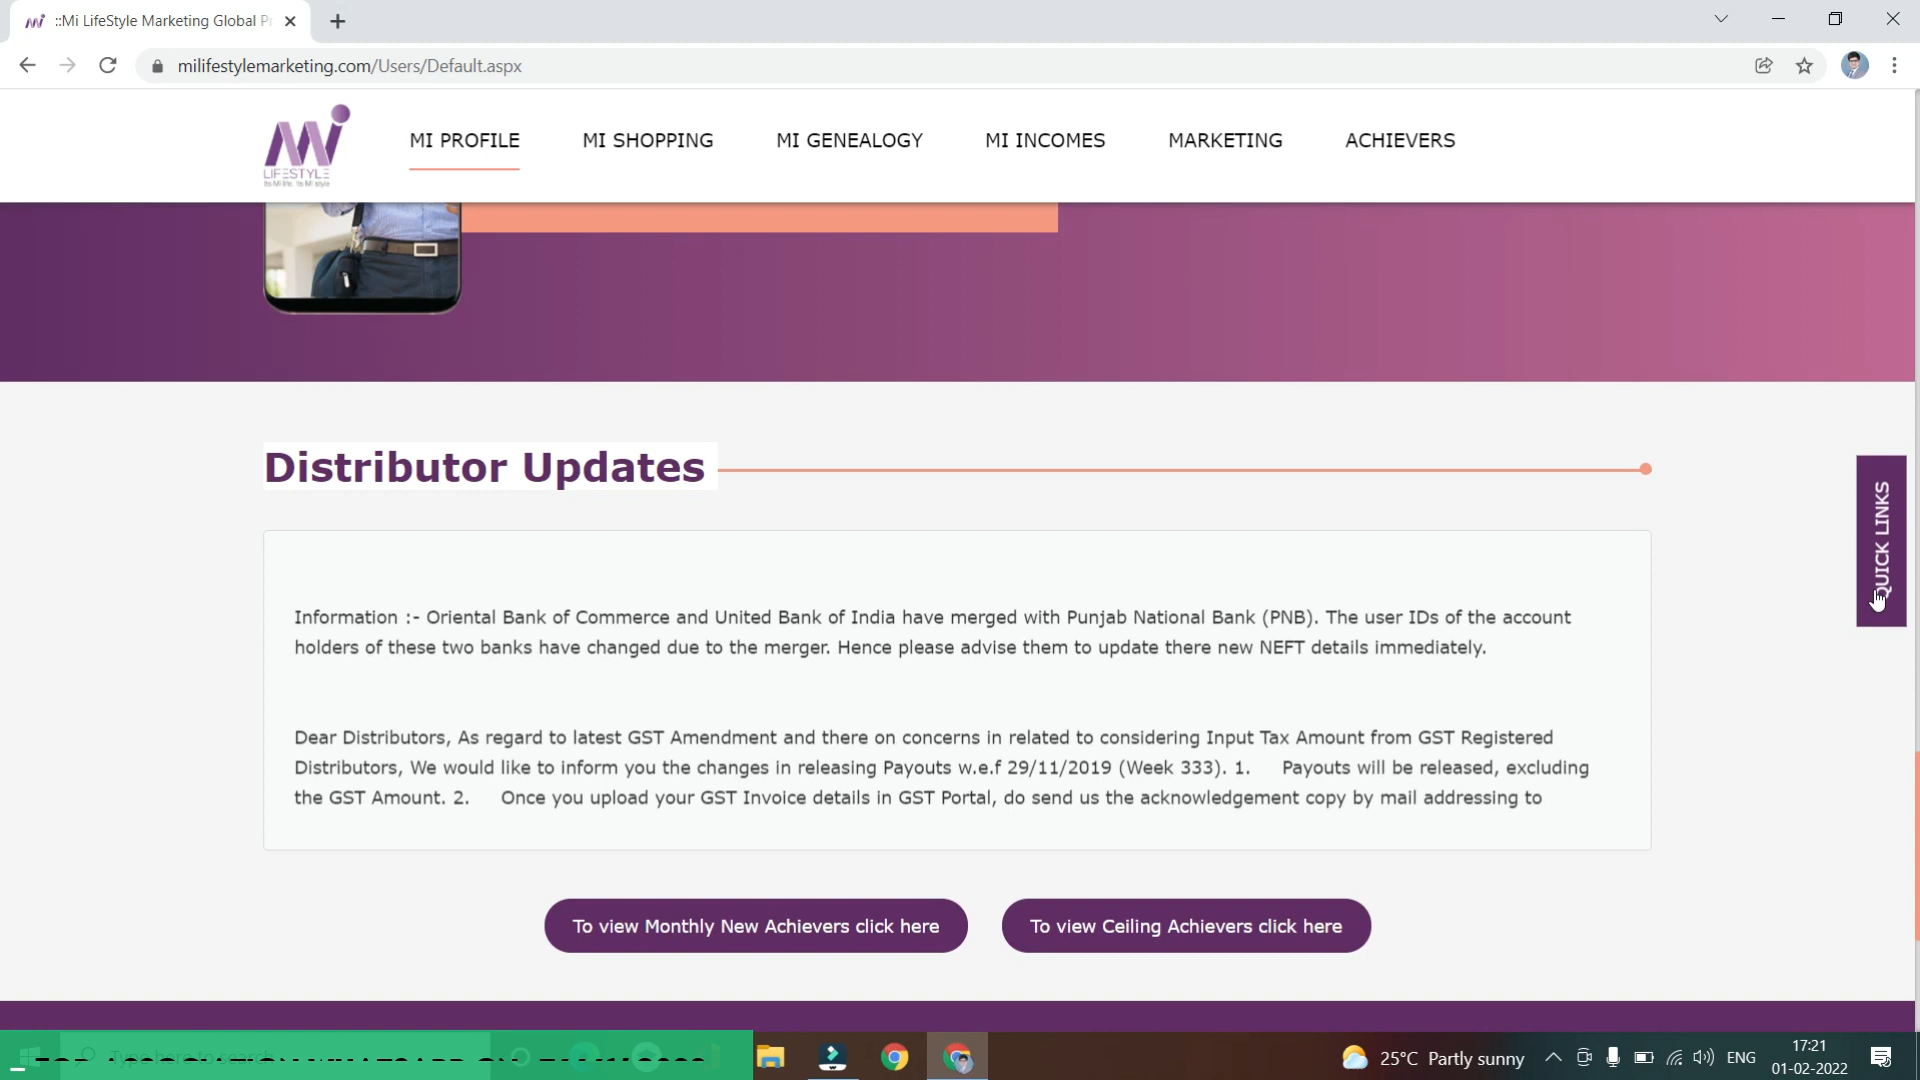 ::Mi LifeStyle Marketing Global P
milifestylemarketing.com/Users/Default.aspx
LIFESTYLE
MI PROFILE
MI SHOPPING
MI GENEALOGY
MI INCOMES
MARKETING
ACHIEVERS
Distributor Updates
QUICK LINKS
Information :- Oriental Bank of Commerce and United Bank of India have merged with Punjab National Bank (PNB). The user IDs of the account
holders of these two banks have changed due to the merger. Hence please advise them to update there new NEFT details immediately.
Dear Distributors, As regard to latest GST Amendment and there on concerns in related to considering Input Tax Amount from GST Registered
Distributors, We would like to inform you the changes in releasing Payouts w.e.f 29/11/2019 (Week 333). 1. Payouts will be released, excluding
the GST Amount. 2. Once you upload your GST Invoice details in GST Portal, do send us the acknowledgement copy by mail addressing to
To view Monthly New Achievers click here
To view Ceiling Achievers click here
Type here to search
25°C Partly sunny
ENG
17:21
01-02-2022